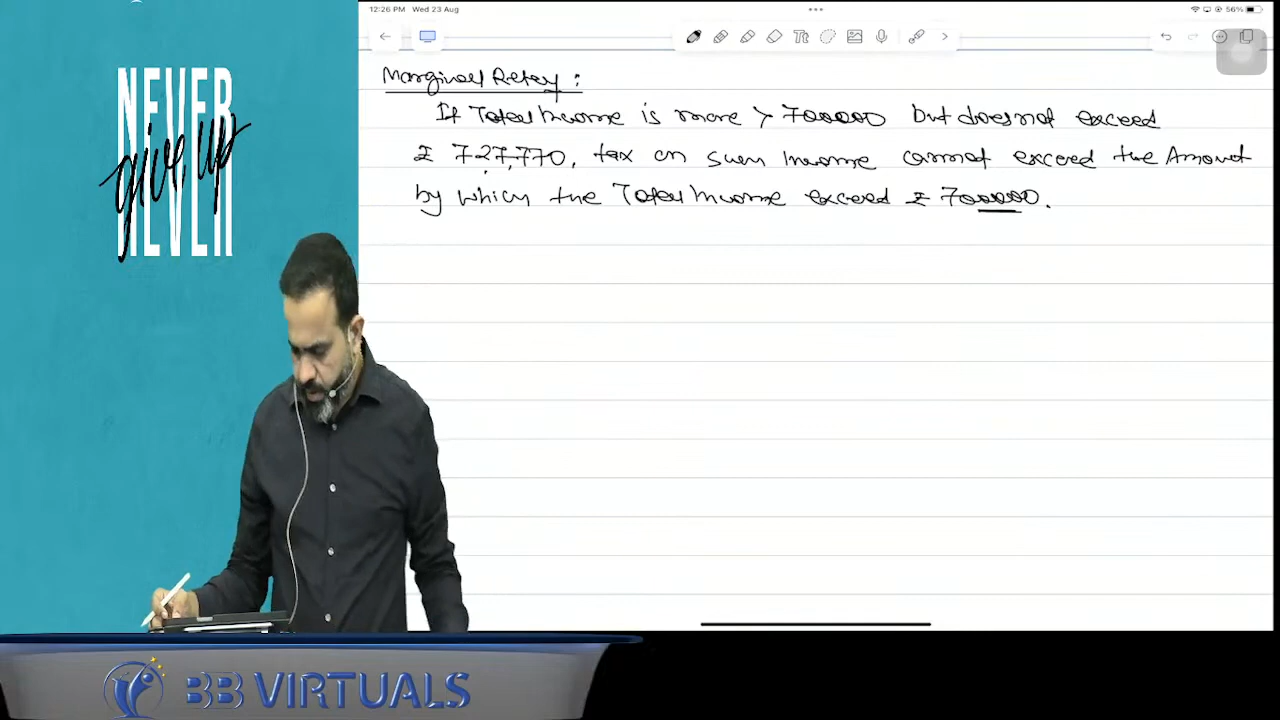 12:26 PM Wed 23 Aug
56%
NEVER
give up
NEVER
Marginal Relief :
If Total Income is more > 700000 but does not exceed
₹ 727,770, tax on such Income cannot exceed the Amount
by which the Total Income exceed ₹ 700000.
Tт
BB VIRTUALS